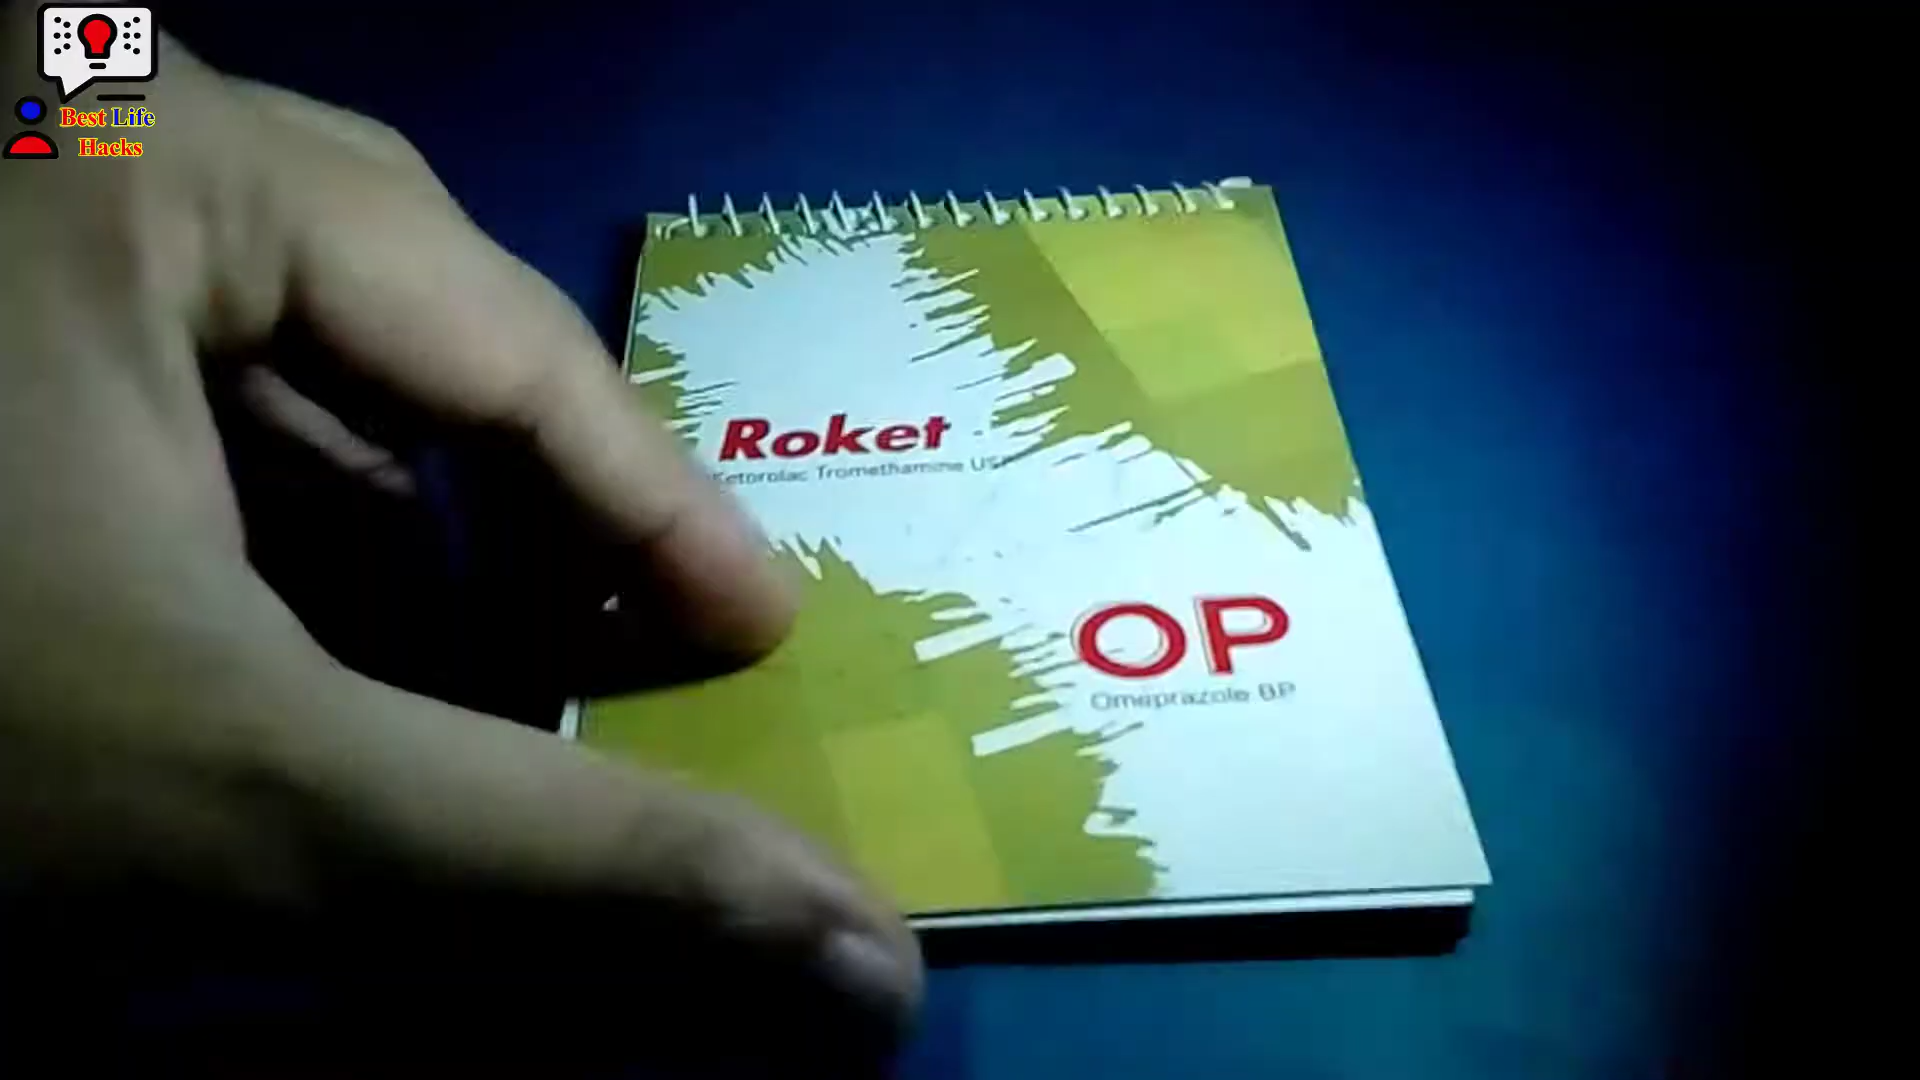 Best Life
Hacks
Roket
Ketorolac Tromethamine USP
OP
Omeprazole BP